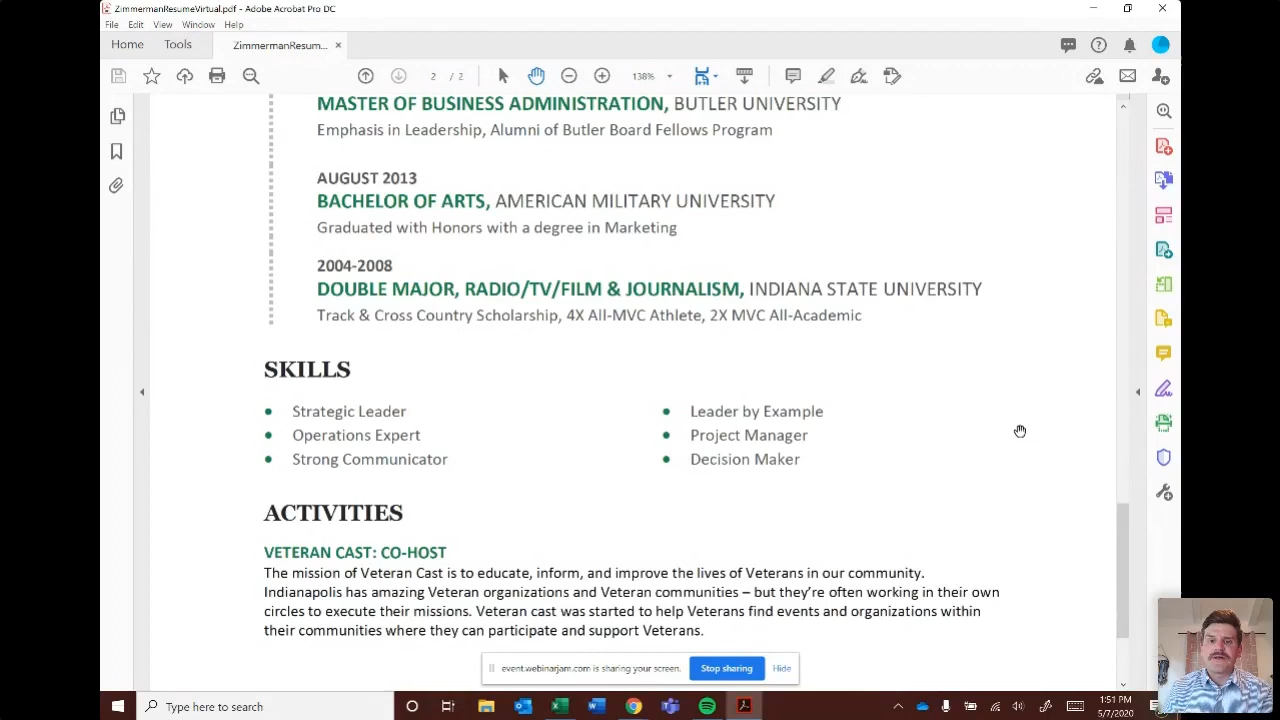 ZimmermanResumeVirtual.pdf - Adobe Acrobat Pro DC
File Edit View Window Help
Home Tools ZimmermanResum... ×
2 / 2 138%
MASTER OF BUSINESS ADMINISTRATION, BUTLER UNIVERSITY
Emphasis in Leadership, Alumni of Butler Board Fellows Program
AUGUST 2013
BACHELOR OF ARTS, AMERICAN MILITARY UNIVERSITY
Graduated with Honors with a degree in Marketing
2004-2008
DOUBLE MAJOR, RADIO/TV/FILM & JOURNALISM, INDIANA STATE UNIVERSITY
Track & Cross Country Scholarship, 4X All-MVC Athlete, 2X MVC All-Academic
SKILLS
• Strategic Leader
• Operations Expert
• Strong Communicator
• Leader by Example
• Project Manager
• Decision Maker
ACTIVITIES
VETERAN CAST: CO-HOST
The mission of Veteran Cast is to educate, inform, and improve the lives of Veterans in our community.
Indianapolis has amazing Veteran organizations and Veteran communities – but they're often working in their own
circles to execute their missions. Veteran cast was started to help Veterans find events and organizations within
their communities where they can participate and support Veterans.
event.webinarjam.com is sharing your screen. Stop sharing Hide
Type here to search
1:51 PM
5/7/2020